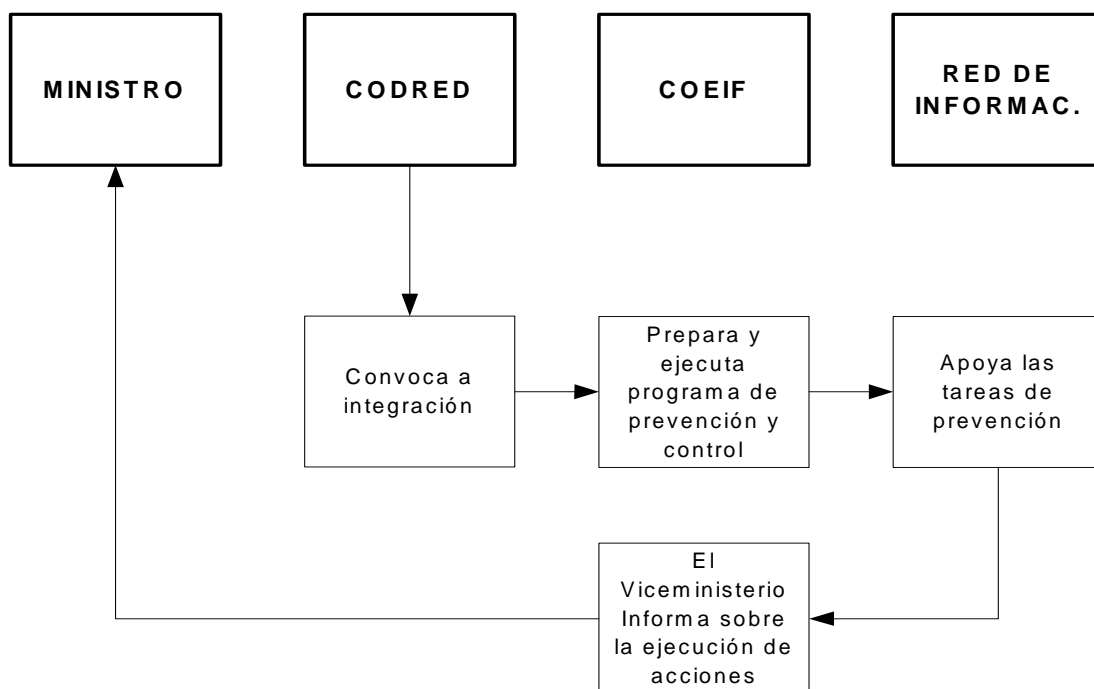 MINISTRO
CODRED
COEIF
RED DE
INFORMAC.
Convoca a
integración
Prepara y
ejecuta
programa de
prevención y
control
Apoya las
tareas de
prevención
El
Viceministerio
Informa sobre
la ejecución de
acciones